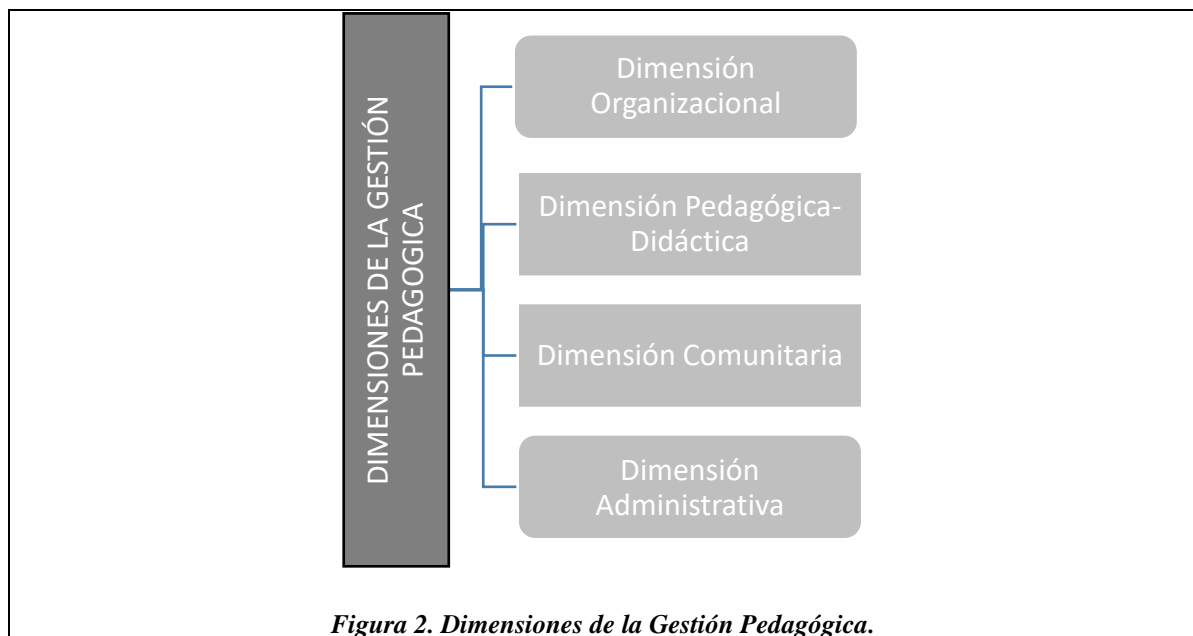 DIMENSIONES DE LA GESTIÓN
PEDAGOGICA
Dimensión
Organizacional
Dimensión Pedagógica-
Didáctica
Dimensión Comunitaria
Dimensión
Administrativa
Figura 2. Dimensiones de la Gestión Pedagógica.